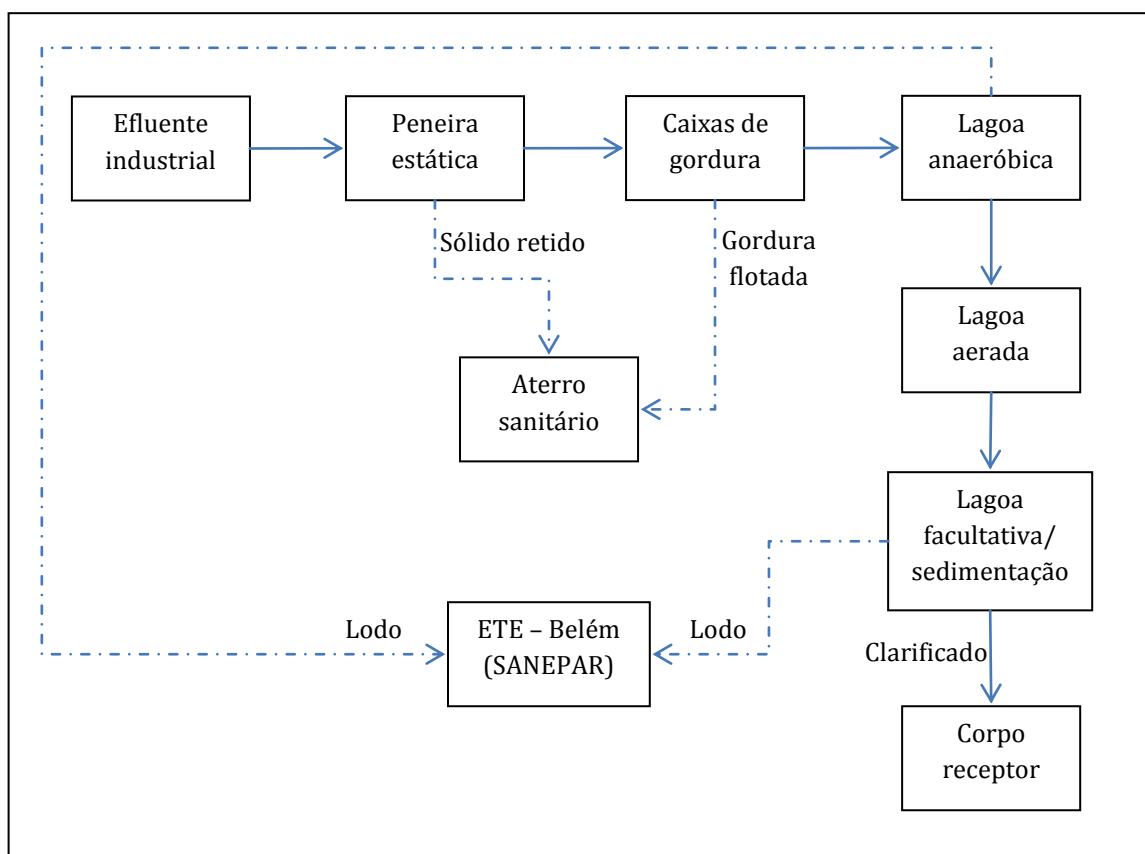 Efluente
industrial
Peneira
estática
Caixas de
gordura
Lagoa
anaeróbica
Sólido retido
Gordura
flotada
Lagoa
aerada
Aterro
sanitário
Lagoa
facultativa/
sedimentação
Lodo
ETE – Belém
(SANEPAR)
Lodo
Clarificado
Corpo
receptor